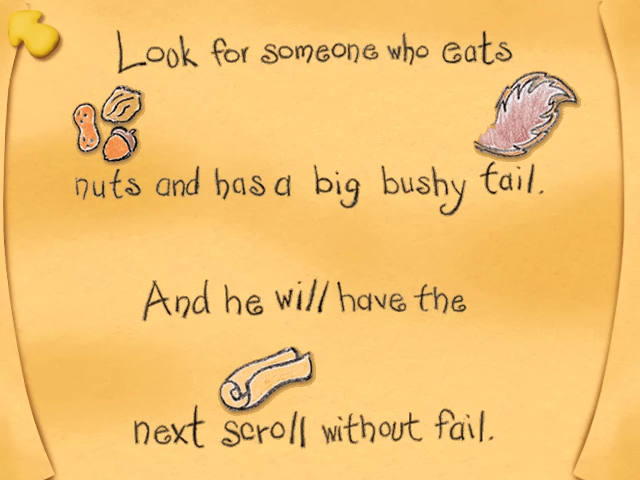 Look for someone who eats
nuts and has a big bushy tail.
And he will have the
next scroll without fail.